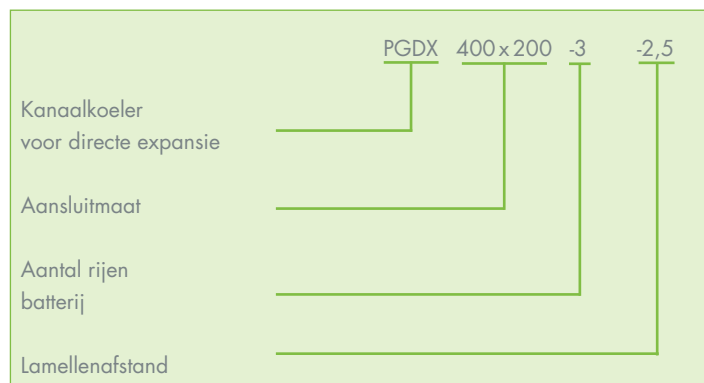 PGDX 400 x 200 -3 -2,5
Kanaalkoeler
voor directe expansie
Aansluitmaat
Aantal rijen
batterij
Lamellenafstand